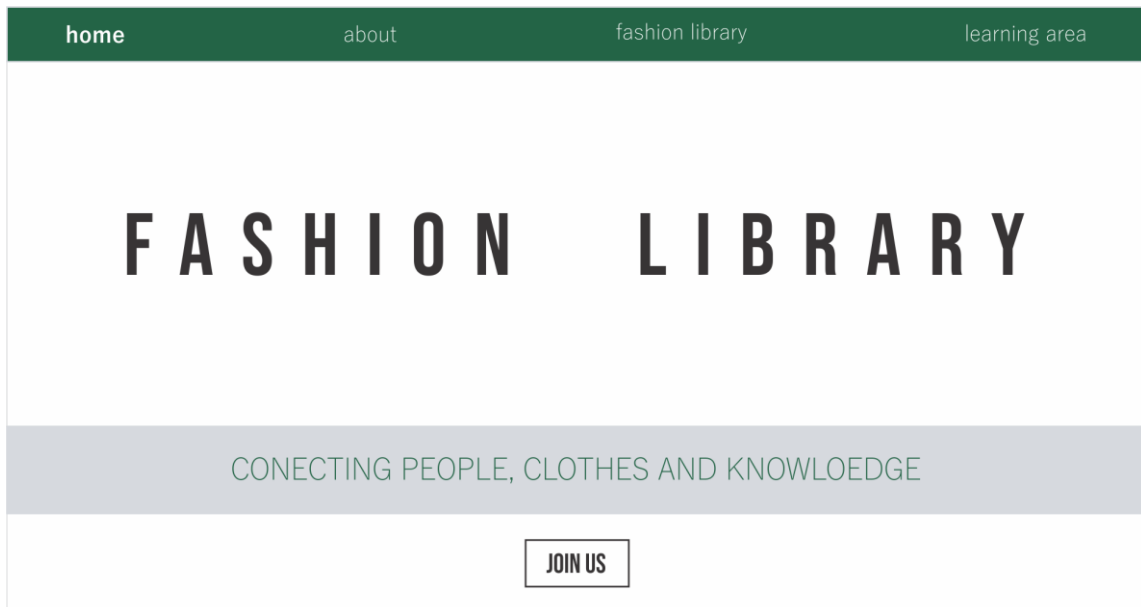 home about fashion library learning area
FASHION LIBRARY
CONECTING PEOPLE, CLOTHES AND KNOWLOEDGE
JOIN US